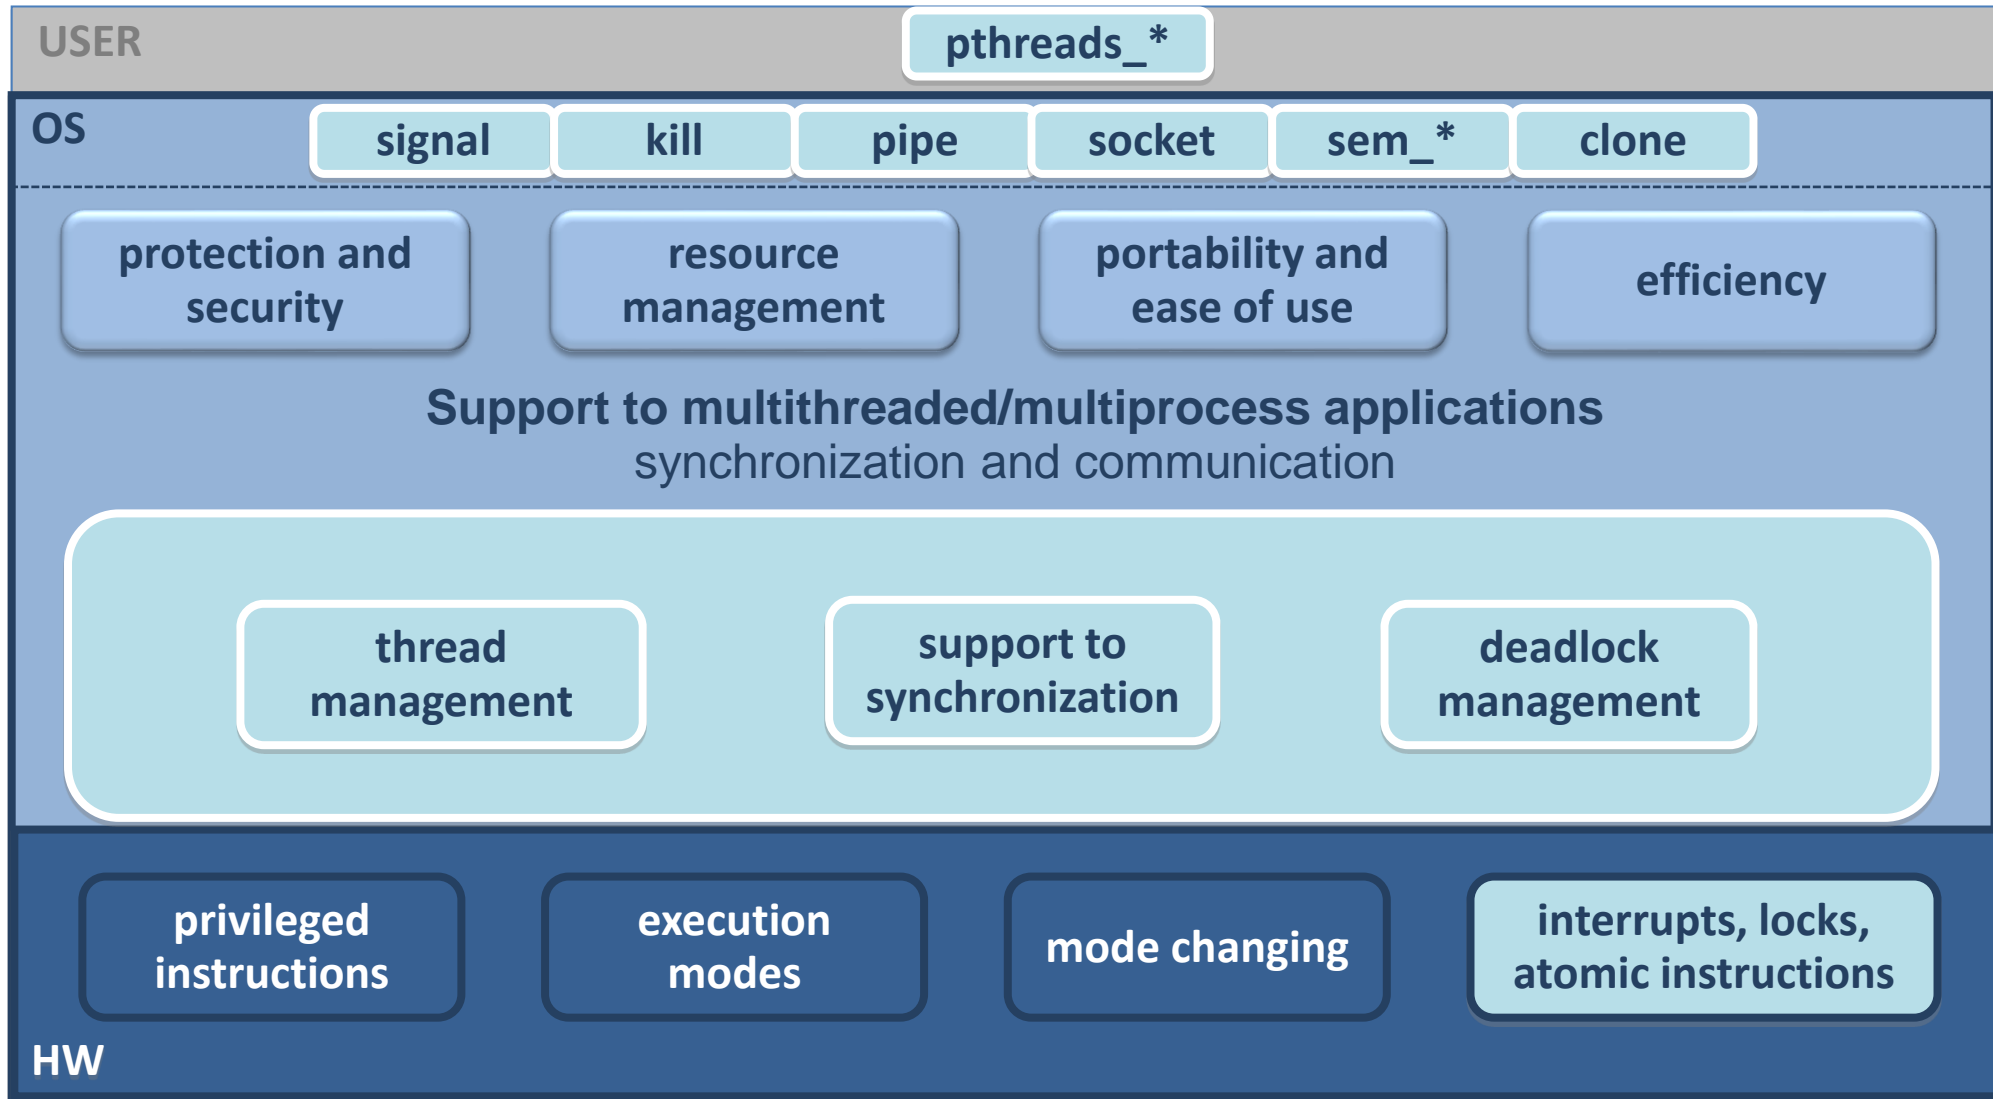 USER
pthreads_*
OS
signal
kill
pipe
socket
sem_*
clone
protection and
security
resource
management
portability and
ease of use
efficiency
Support to multithreaded/multiprocess applications
synchronization and communication
thread
management
support to
synchronization
deadlock
management
privileged
instructions
execution
modes
mode changing
interrupts, locks,
atomic instructions
HW